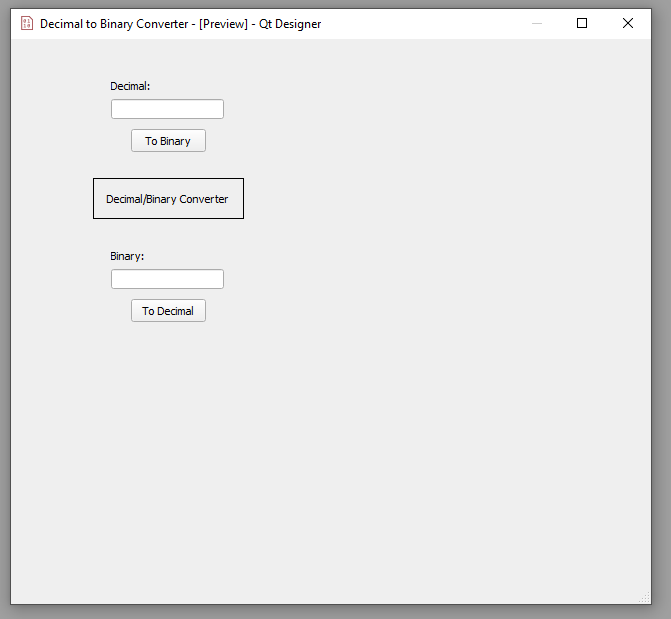 Decimal to Binary Converter - [Preview] - Qt Designer
Decimal:
To Binary
Decimal/Binary Converter
Binary:
To Decimal